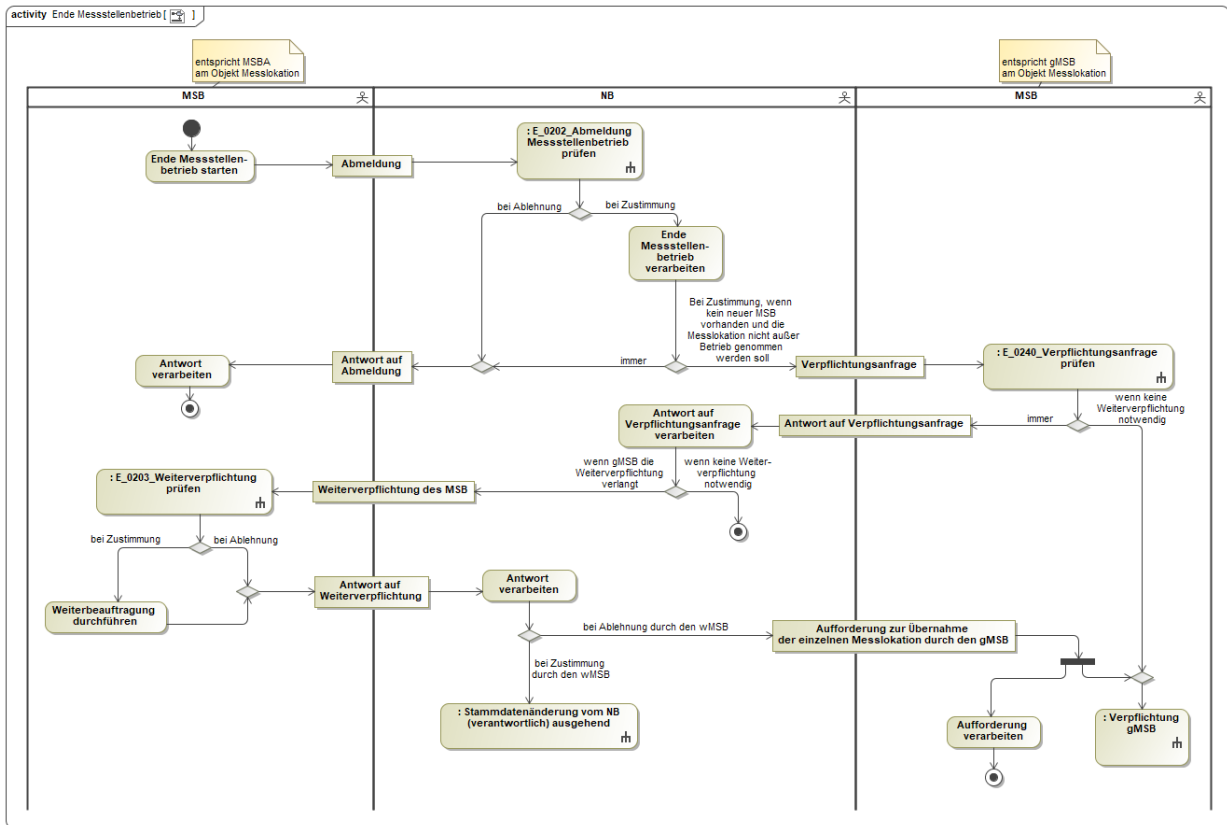 activity Ende Messstellenbetrieb [ ]
entspricht MSBA
am Objekt Messlokation
entspricht gMSB
am Objekt Messlokation
MSB
NB
MSB
Ende Messstellen-
betrieb starten
Abmeldung
: E_0202_Abmeldung
Messstellenbetrieb
prüfen
bei Ablehnung
bei Zustimmung
Ende
Messstellen-
betrieb
verarbeiten
Bei Zustimmung, wenn
kein neuer MSB
vorhanden und die
Messlokation nicht außer
Betrieb genommen
werden soll
immer
Antwort
verarbeiten
Antwort auf
Abmeldung
Verpflichtungsanfrage
: E_0240_Verpflichtungsanfrage
prüfen
wenn keine
Weiterverpflichtung
notwendig
immer
Antwort auf Verpflichtungsanfrage
Antwort auf
Verpflichtungsanfrage
verarbeiten
wenn gMSB die
Weiterverpflichtung
verlangt
wenn keine Weiter-
verpflichtung
notwendig
Weiterverpflichtung des MSB
: E_0203_Weiterverpflichtung
prüfen
bei Zustimmung
bei Ablehnung
Weiterbeauftragung
durchführen
Antwort auf
Weiterverpflichtung
Antwort
verarbeiten
bei Ablehnung durch den wMSB
Aufforderung zur Übernahme
der einzelnen Messlokation durch den gMSB
bei Zustimmung
durch den wMSB
: Stammdatenänderung vom NB
(verantwortlich) ausgehend
Aufforderung
verarbeiten
: Verpflichtung
gMSB